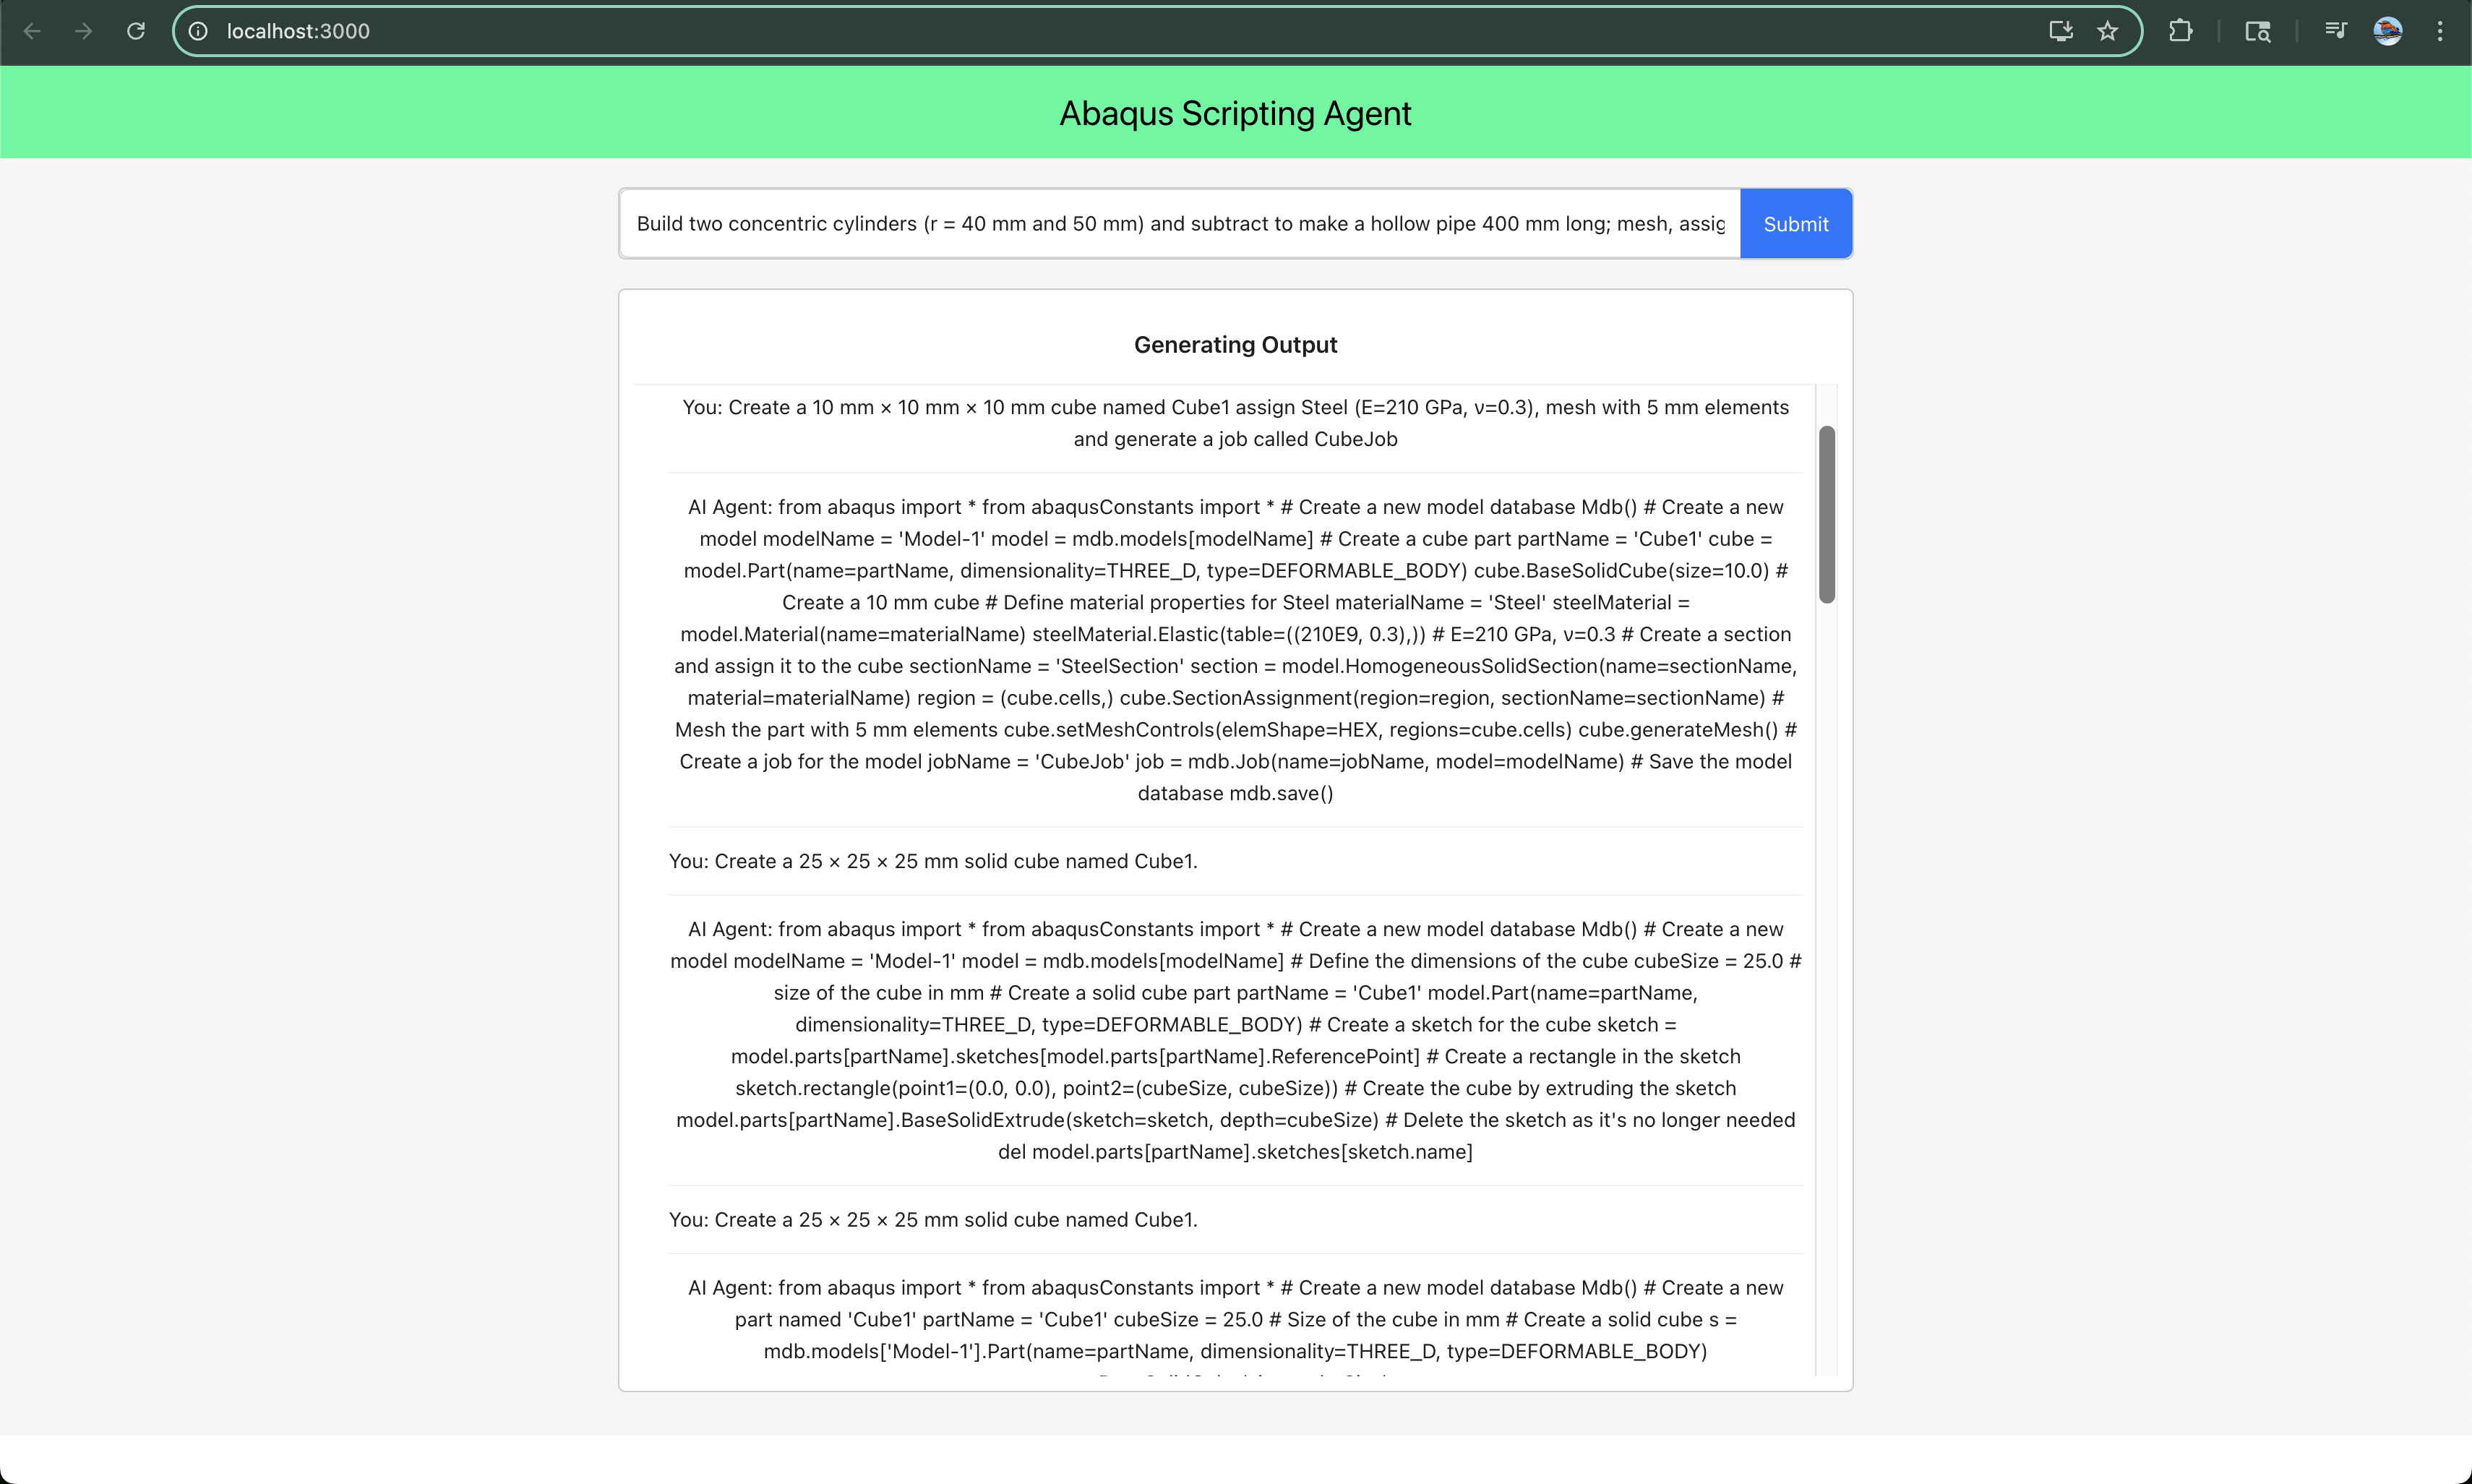 localhost:3000
Abaqus Scripting Agent
Build two concentric cylinders (r = 40 mm and 50 mm) and subtract to make a hollow pipe 400 mm long; mesh, assig
Submit
Generating Output
You: Create a 10 mm × 10 mm × 10 mm cube named Cube1 assign Steel (E=210 GPa, ν=0.3), mesh with 5 mm elements
and generate a job called CubeJob
AI Agent: from abaqus import * from abaqusConstants import * # Create a new model database Mdb() # Create a new
model modelName = 'Model-1' model = mdb.models[modelName] # Create a cube part partName = 'Cube1' cube =
model.Part(name=partName, dimensionality=THREE_D, type=DEFORMABLE_BODY) cube.BaseSolidCube(size=10.0) #
Create a 10 mm cube # Define material properties for Steel materialName = 'Steel' steelMaterial =
model.Material(name=materialName) steelMaterial.Elastic(table=((210E9, 0.3),)) # E=210 GPa, ν=0.3 # Create a section
and assign it to the cube sectionName = 'SteelSection' section = model.HomogeneousSolidSection(name=sectionName,
material=materialName) region = (cube.cells,) cube.SectionAssignment(region=region, sectionName=sectionName) #
Mesh the part with 5 mm elements cube.setMeshControls(elemShape=HEX, regions=cube.cells) cube.generateMesh() #
Create a job for the model jobName = 'CubeJob' job = mdb.Job(name=jobName, model=modelName) # Save the model
database mdb.save()
You: Create a 25 × 25 × 25 mm solid cube named Cube1.
AI Agent: from abaqus import * from abaqusConstants import * # Create a new model database Mdb() # Create a new
model modelName = 'Model-1' model = mdb.models[modelName] # Define the dimensions of the cube cubeSize = 25.0 #
size of the cube in mm # Create a solid cube part partName = 'Cube1' model.Part(name=partName,
dimensionality=THREE_D, type=DEFORMABLE_BODY) # Create a sketch for the cube sketch =
model.parts[partName].sketches[model.parts[partName].ReferencePoint] # Create a rectangle in the sketch
sketch.rectangle(point1=(0.0, 0.0), point2=(cubeSize, cubeSize)) # Create the cube by extruding the sketch
model.parts[partName].BaseSolidExtrude(sketch=sketch, depth=cubeSize) # Delete the sketch as it's no longer needed
del model.parts[partName].sketches[sketch.name]
You: Create a 25 × 25 × 25 mm solid cube named Cube1.
AI Agent: from abaqus import * from abaqusConstants import * # Create a new model database Mdb() # Create a new
part named 'Cube1' partName = 'Cube1' cubeSize = 25.0 # Size of the cube in mm # Create a solid cube s =
mdb.models['Model-1'].Part(name=partName, dimensionality=THREE_D, type=DEFORMABLE_BODY)